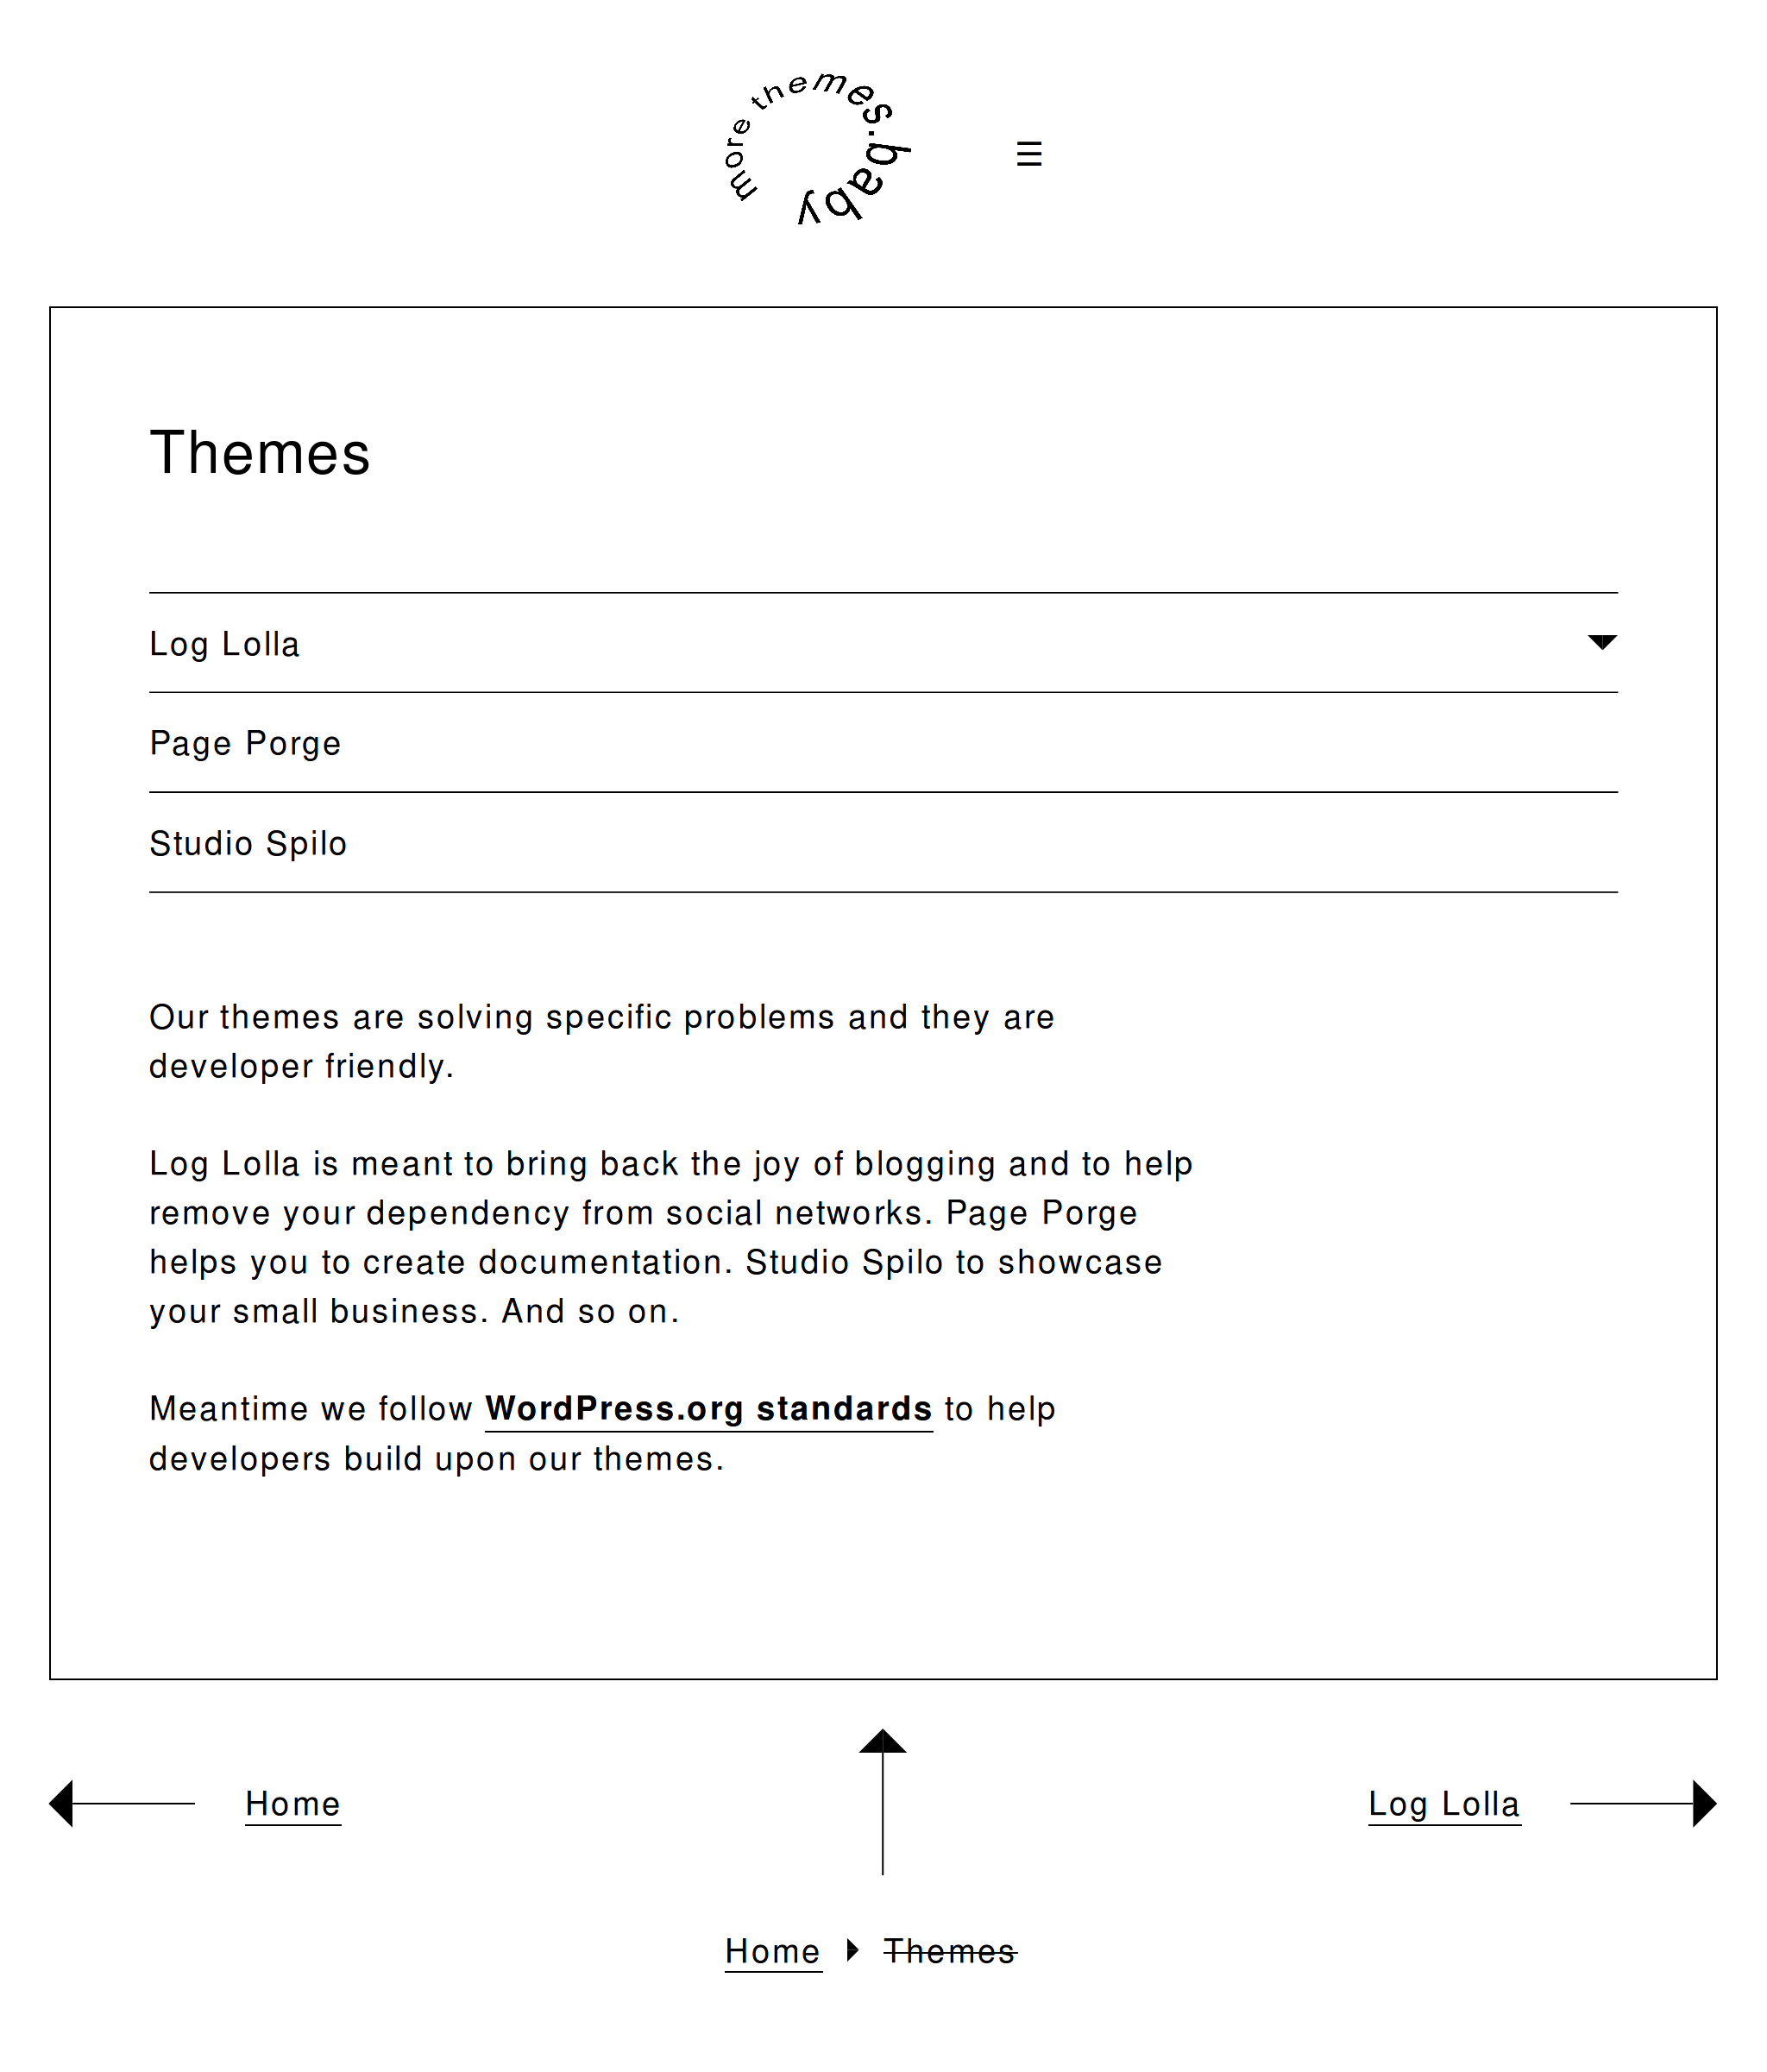 more themes.baby
☰
Themes
Log Lolla
Page Porge
Studio Spilo
Our themes are solving specific problems and they are
developer friendly.
Log Lolla is meant to bring back the joy of blogging and to help
remove your dependency from social networks. Page Porge
helps you to create documentation. Studio Spilo to showcase
your small business. And so on.
Meantime we follow WordPress.org standards to help
developers build upon our themes.
Home
Log Lolla
Home Themes